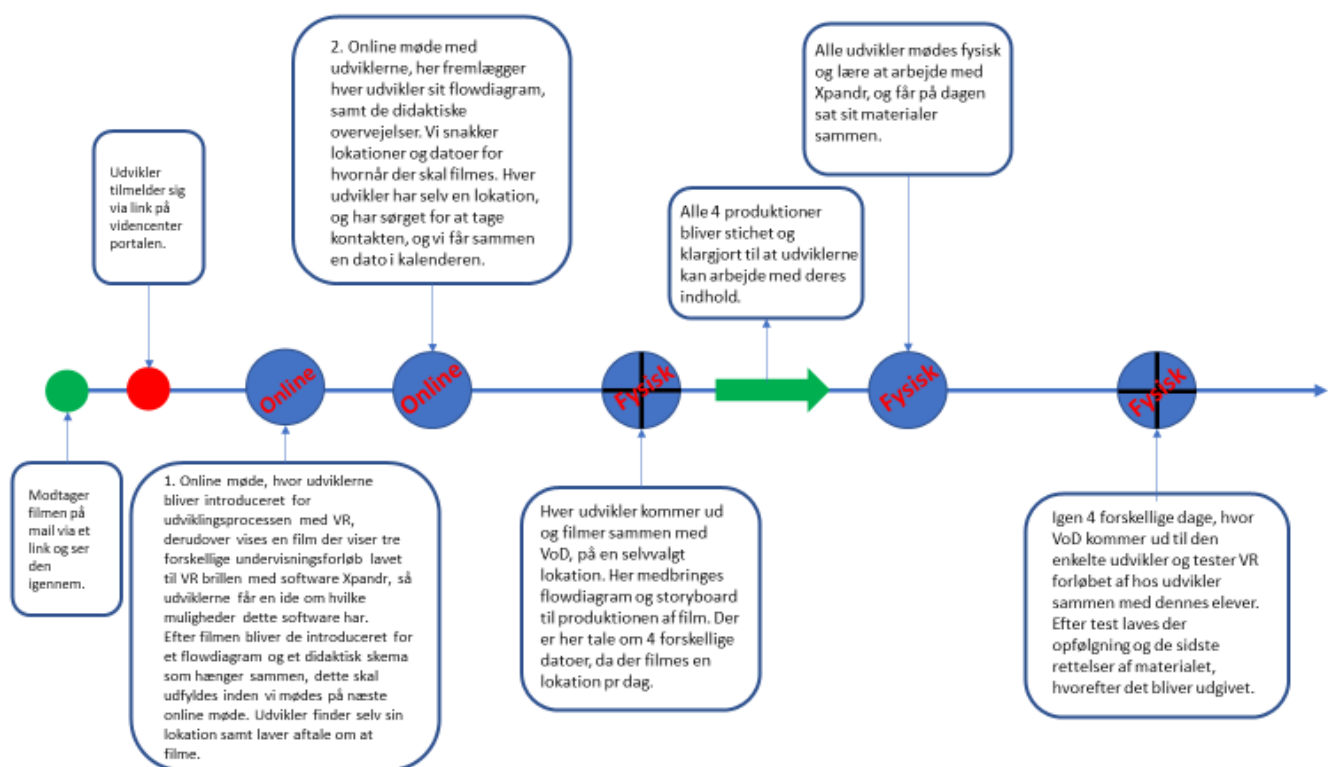 2. Online møde med
udviklerne, her fremlægger
hver udvikler sit flowdiagram,
samt de didaktiske
overvejelser. Vi snakker
lokationer og datoer for
hvornår der skal filmes. Hver
udvikler har selv en lokation,
og har sørget for at tage
kontakten, og vi får sammen
en dato i kalenderen.
Alle udvikler mødes fysisk
og lære at arbejde med
Xpandr, og får på dagen
sat sit materialer
sammen.
Udvikler
tilmelder sig
via link på
videncenter
portalen.
Alle 4 produktioner
bliver stichet og
klargjort til at udviklerne
kan arbejde med deres
indhold.
Online
Online
Fysisk
Fysisk
Fysisk
Modtager
filmen på
mail via et
link og ser
den
igennem.
1. Online møde, hvor udviklerne
bliver introduceret for
udviklingsprocessen med VR,
derudover vises en film der viser tre
forskellige undervisningsforløb lavet
til VR brillen med software Xpandr, så
udviklerne får en ide om hvilke
muligheder dette software har.
Efter filmen bliver de introduceret for
et flowdiagram og et didaktisk skema
som hænger sammen, dette skal
udfyldes inden vi mødes på næste
online møde. Udvikler finder selv sin
lokation samt laver aftale om at
filme.
Hver udvikler kommer ud
og filmer sammen med
VoD, på en selvvalgt
lokation. Her medbringes
flowdiagram og storyboard
til produktionen af film. Der
er her tale om 4 forskellige
datoer, da der filmes en
lokation pr dag.
Igen 4 forskellige dage, hvor
VoD kommer ud til den
enkelte udvikler og tester VR
forløbet af hos udvikler
sammen med dennes elever.
Efter test laves der
opfølgning og de sidste
rettelser af materialet,
hvorefter det bliver udgivet.